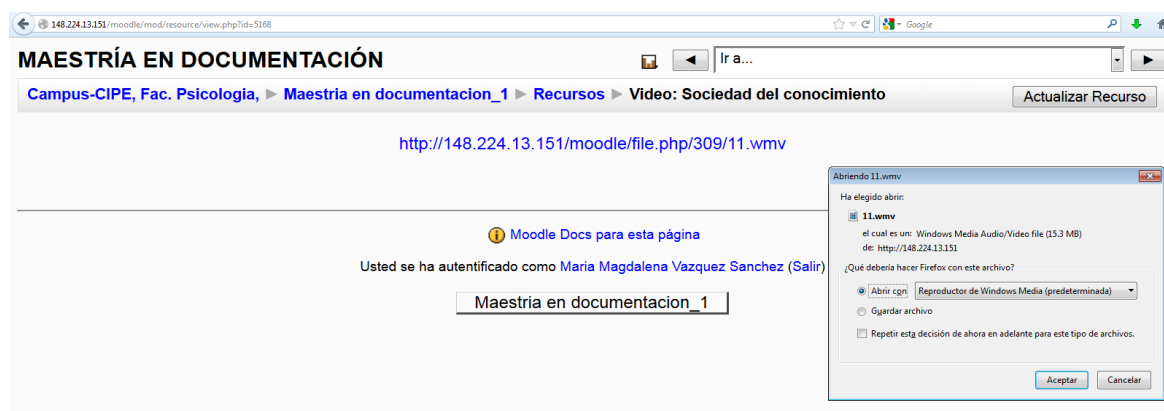 148.224.13.151/moodle/mod/resource/view.php?id=5168
Google
MAESTRÍA EN DOCUMENTACIÓN
Ir a...
Campus-CIPE, Fac. Psicologia, ► Maestria en documentacion_1 ► Recursos ► Video: Sociedad del conocimiento
Actualizar Recurso
http://148.224.13.151/moodle/file.php/309/11.wmv
Abriendo 11.wmv
Ha elegido abrir:
11.wmv
el cual es un: Windows Media Audio/Video file (15.3 MB)
de: http://148.224.13.151
¿Qué debería hacer Firefox con este archivo?
Abrir con Reproductor de Windows Media (predeterminada)
Guardar archivo
Repetir esta decisión de ahora en adelante para este tipo de archivos.
Aceptar Cancelar
Moodle Docs para esta página
Usted se ha autentificado como Maria Magdalena Vazquez Sanchez (Salir)
Maestria en documentacion_1